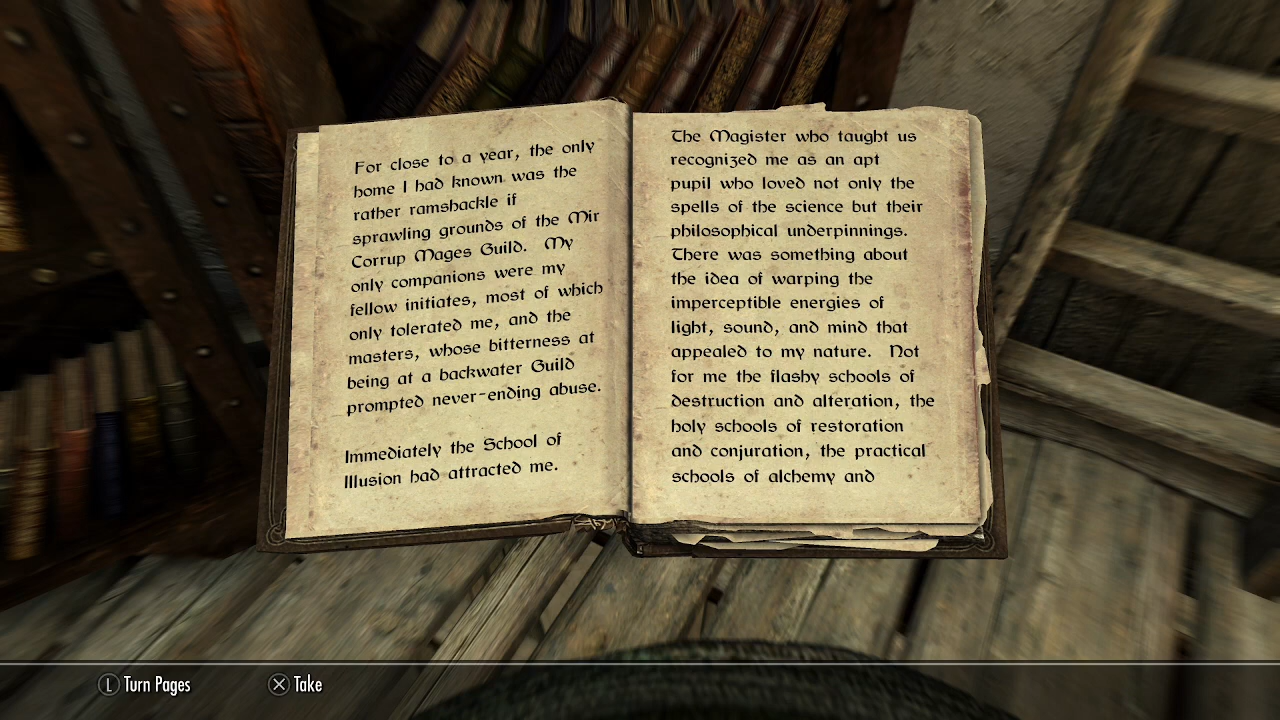 For close to a year, the only
home I had known was the
rather ramshackle if
sprawling grounds of the Mir
Corrup Mages Guild. My
only companions were my
fellow initiates, most of which
only tolerated me, and the
masters, whose bitterness at
being at a backwater Guild
prompted never-ending abuse.
Immediately the School of
Illusion had attracted me.
The Magister who taught us
recognized me as an apt
pupil who loved not only the
spells of the science but their
philosophical underpinnings.
There was something about
the idea of warping the
imperceptible energies of
light, sound, and mind that
appealed to my nature. Not
for me the flashy schools of
destruction and alteration, the
holy schools of restoration
and conjuration, the practical
schools of alchemy and
L Turn Pages
X Take